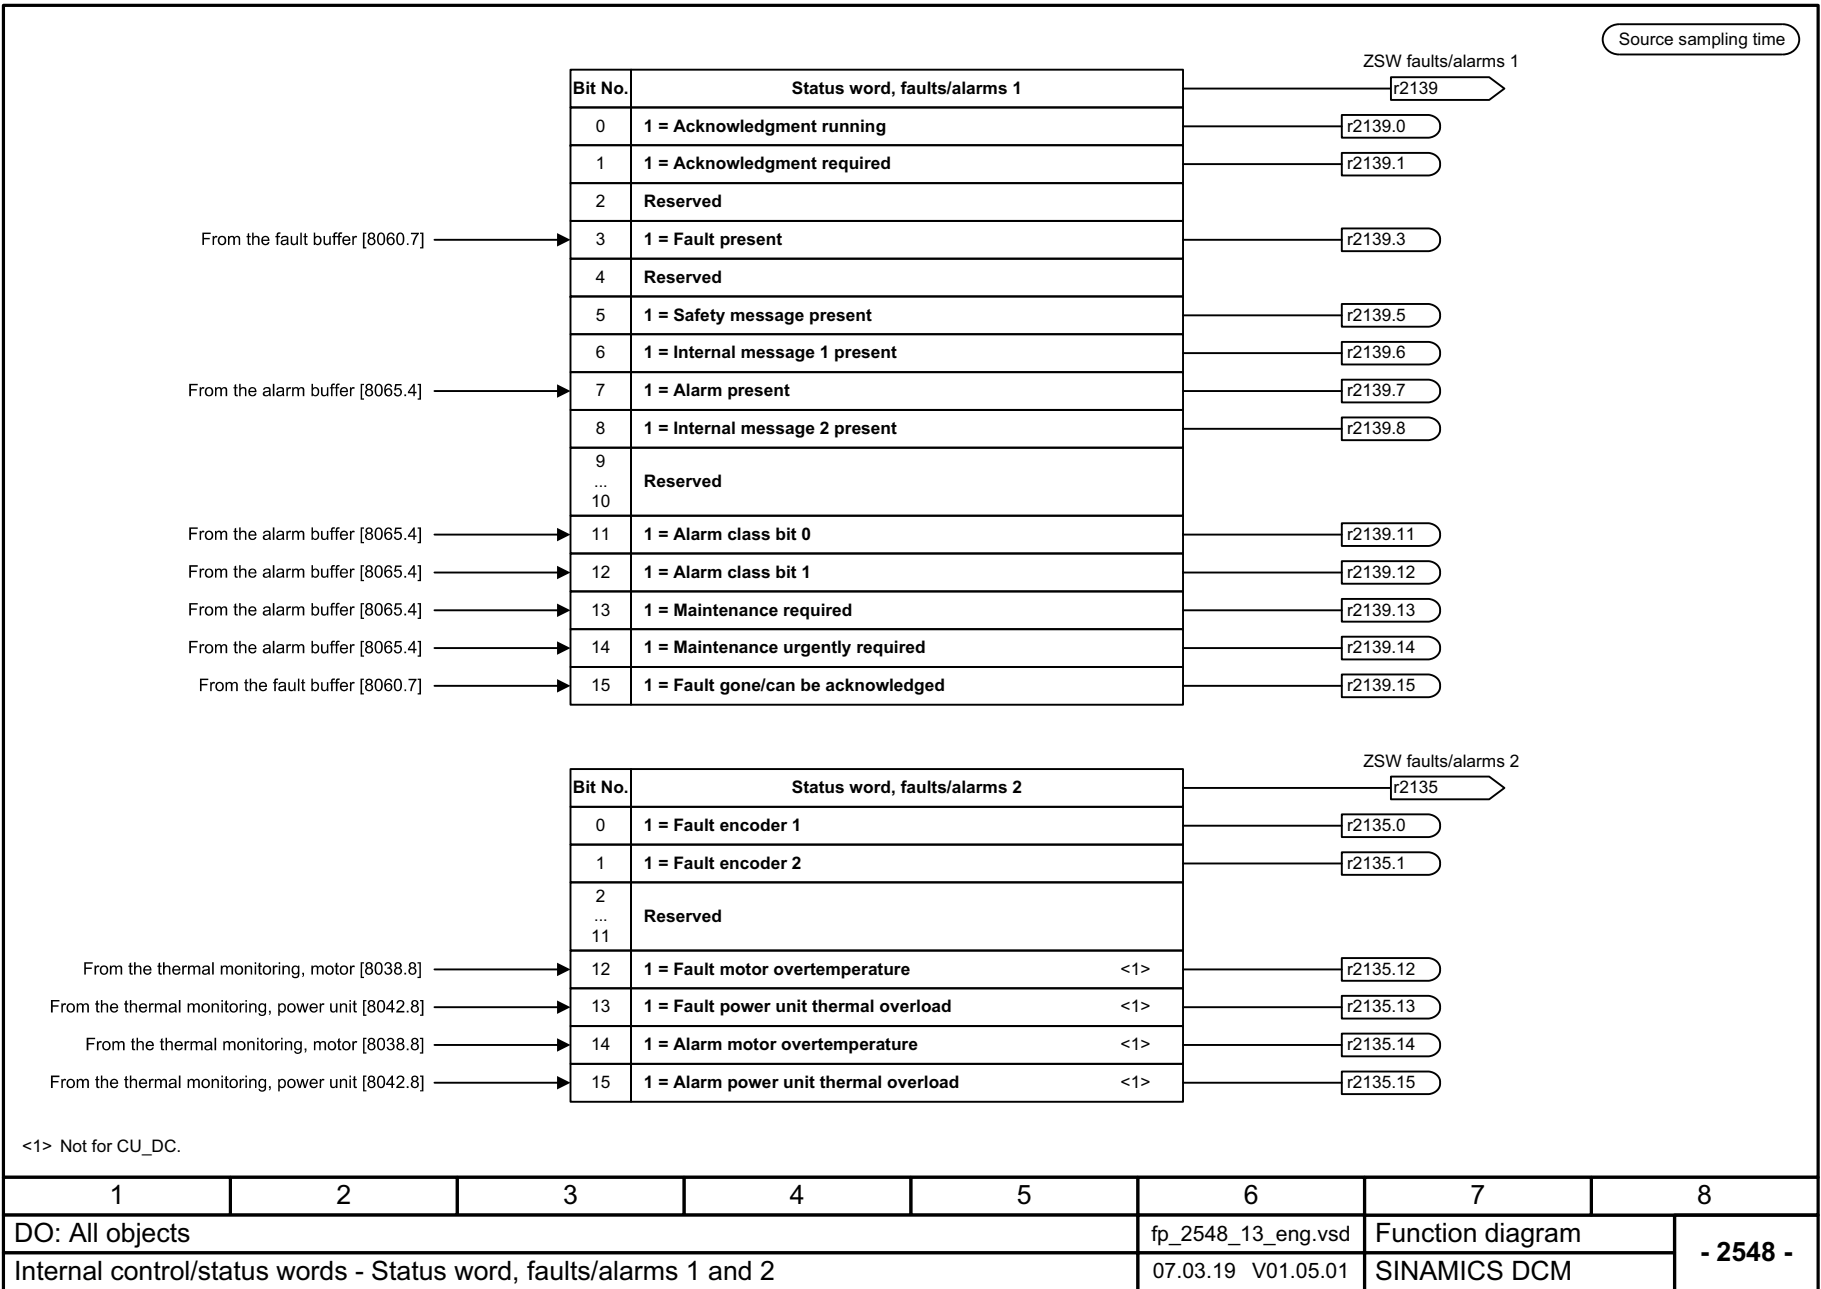 Source sampling time
ZSW faults/alarms 1
Bit No. Status word, faults/alarms 1 r2139
0 1 = Acknowledgment running r2139.0
1 1 = Acknowledgment required r2139.1
2 Reserved
From the fault buffer [8060.7] 3 1 = Fault present r2139.3
4 Reserved
5 1 = Safety message present r2139.5
6 1 = Internal message 1 present r2139.6
From the alarm buffer [8065.4] 7 1 = Alarm present r2139.7
8 1 = Internal message 2 present r2139.8
9
... Reserved
10
From the alarm buffer [8065.4] 11 1 = Alarm class bit 0 r2139.11
From the alarm buffer [8065.4] 12 1 = Alarm class bit 1 r2139.12
From the alarm buffer [8065.4] 13 1 = Maintenance required r2139.13
From the alarm buffer [8065.4] 14 1 = Maintenance urgently required r2139.14
From the fault buffer [8060.7] 15 1 = Fault gone/can be acknowledged r2139.15
ZSW faults/alarms 2
Bit No. Status word, faults/alarms 2 r2135
0 1 = Fault encoder 1 r2135.0
1 1 = Fault encoder 2 r2135.1
2
... Reserved
11
From the thermal monitoring, motor [8038.8] 12 1 = Fault motor overtemperature <1> r2135.12
From the thermal monitoring, power unit [8042.8] 13 1 = Fault power unit thermal overload <1> r2135.13
From the thermal monitoring, motor [8038.8] 14 1 = Alarm motor overtemperature <1> r2135.14
From the thermal monitoring, power unit [8042.8] 15 1 = Alarm power unit thermal overload <1> r2135.15
<1> Not for CU_DC.
1 2 3 4 5 6 7 8
DO: All objects fp_2548_13_eng.vsd Function diagram - 2548 -
Internal control/status words - Status word, faults/alarms 1 and 2 07.03.19 V01.05.01 SINAMICS DCM